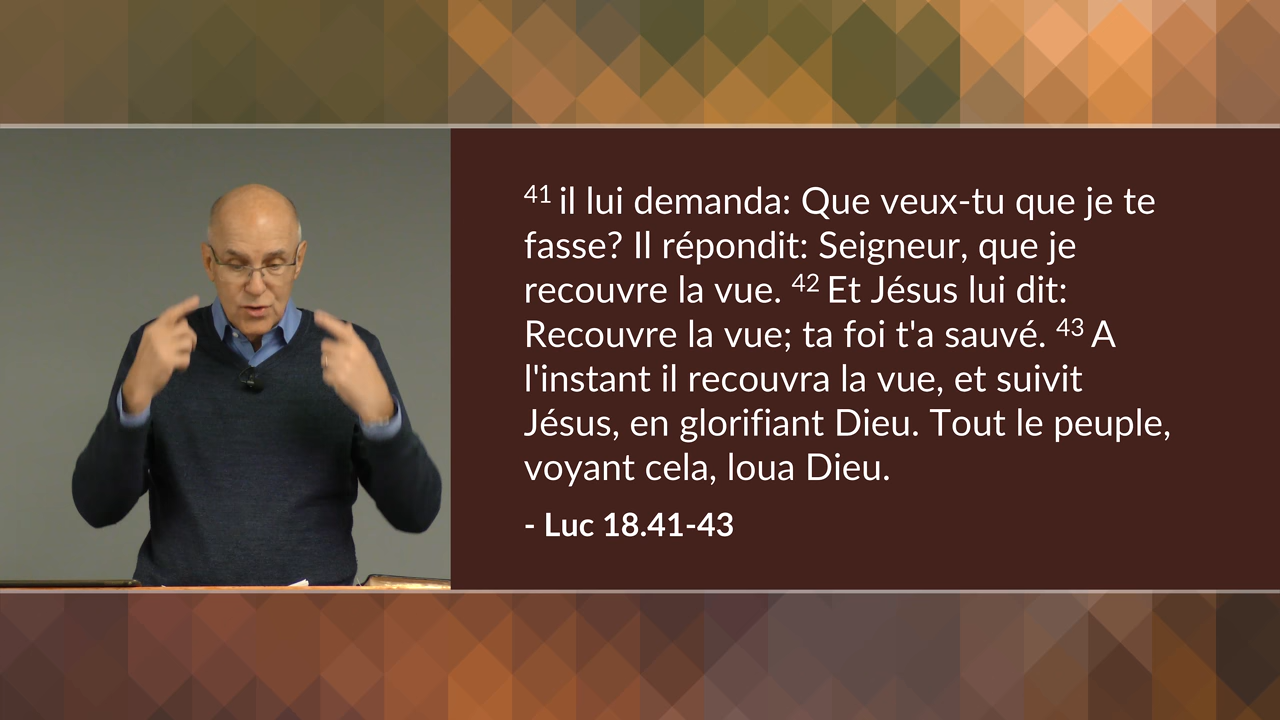 41 il lui demanda: Que veux-tu que je te
fasse? Il répondit: Seigneur, que je
recouvre la vue. 42 Et Jésus lui dit:
Recouvre la vue; ta foi t'a sauvé. 43 A
l'instant il recouvra la vue, et suivit
Jésus, en glorifiant Dieu. Tout le peuple,
voyant cela, loua Dieu.
- Luc 18.41-43